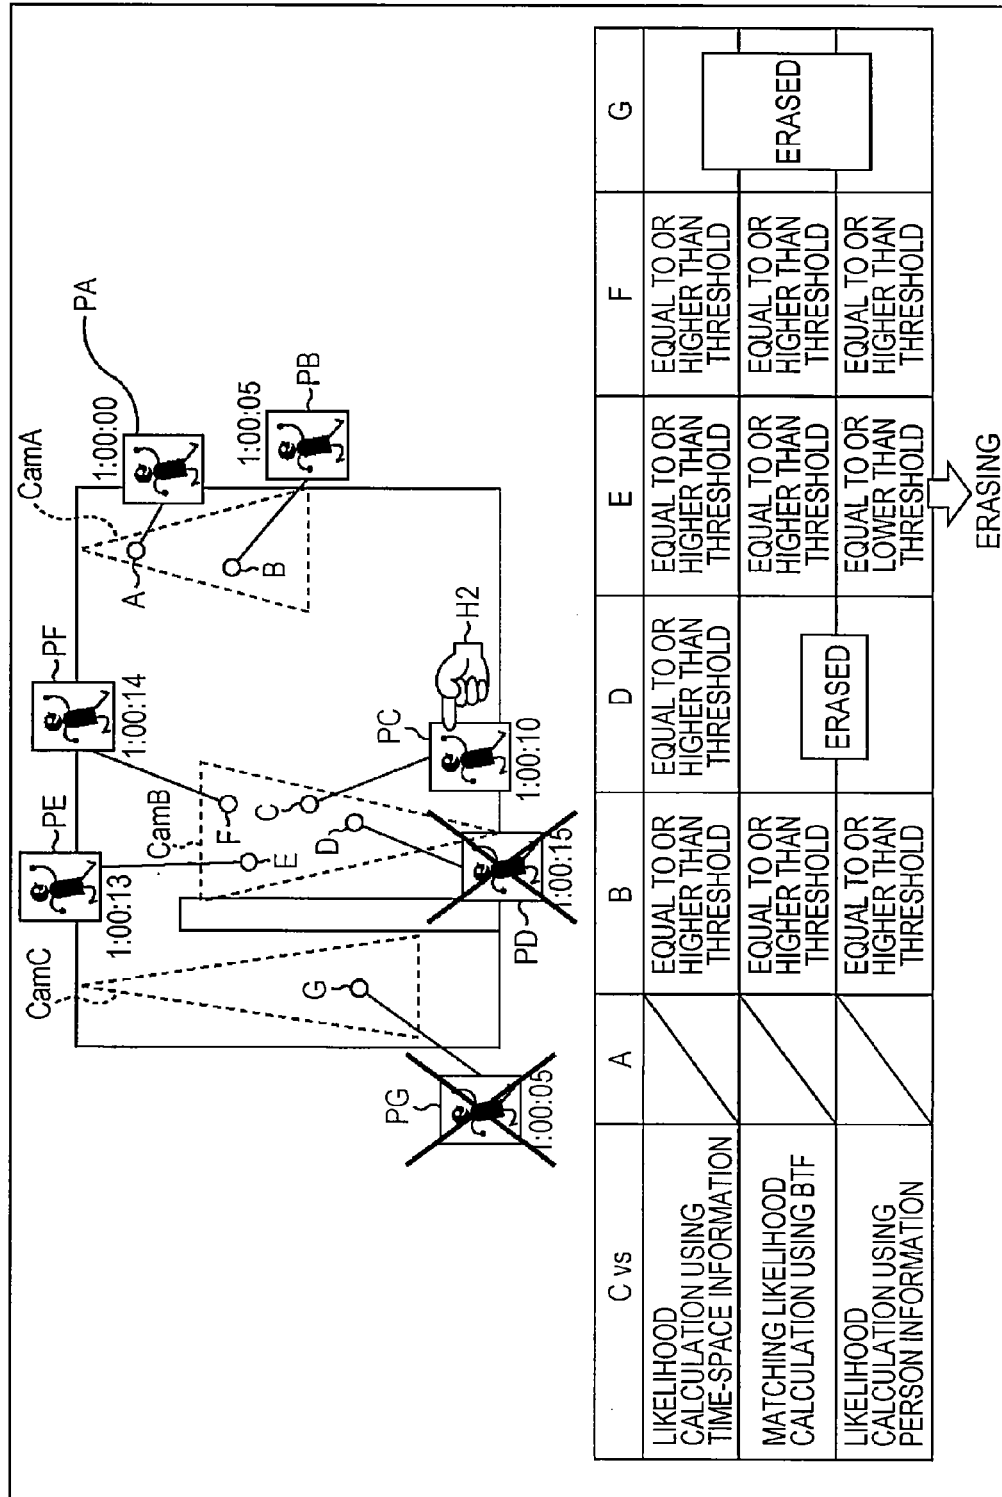 CamA
CamB
CamC
PA
1:00:00
1:00:05
PB
PF
1:00:14
PE
1:00:13
PC
H2
1:00:10
PD
1:00:15
PG
1:00:05
A
B
C
D
E
F
G
C vs
A
B
D
E
F
G
LIKELIHOOD
CALCULATION USING
TIME-SPACE INFORMATION
EQUAL TO OR
HIGHER THAN
THRESHOLD
EQUAL TO OR
HIGHER THAN
THRESHOLD
EQUAL TO OR
HIGHER THAN
THRESHOLD
EQUAL TO OR
HIGHER THAN
THRESHOLD
MATCHING LIKELIHOOD
CALCULATION USING BTF
EQUAL TO OR
HIGHER THAN
THRESHOLD
ERASED
EQUAL TO OR
HIGHER THAN
THRESHOLD
EQUAL TO OR
HIGHER THAN
THRESHOLD
ERASED
LIKELIHOOD
CALCULATION USING
PERSON INFORMATION
EQUAL TO OR
HIGHER THAN
THRESHOLD
EQUAL TO OR
LOWER THAN
THRESHOLD
EQUAL TO OR
HIGHER THAN
THRESHOLD
ERASING